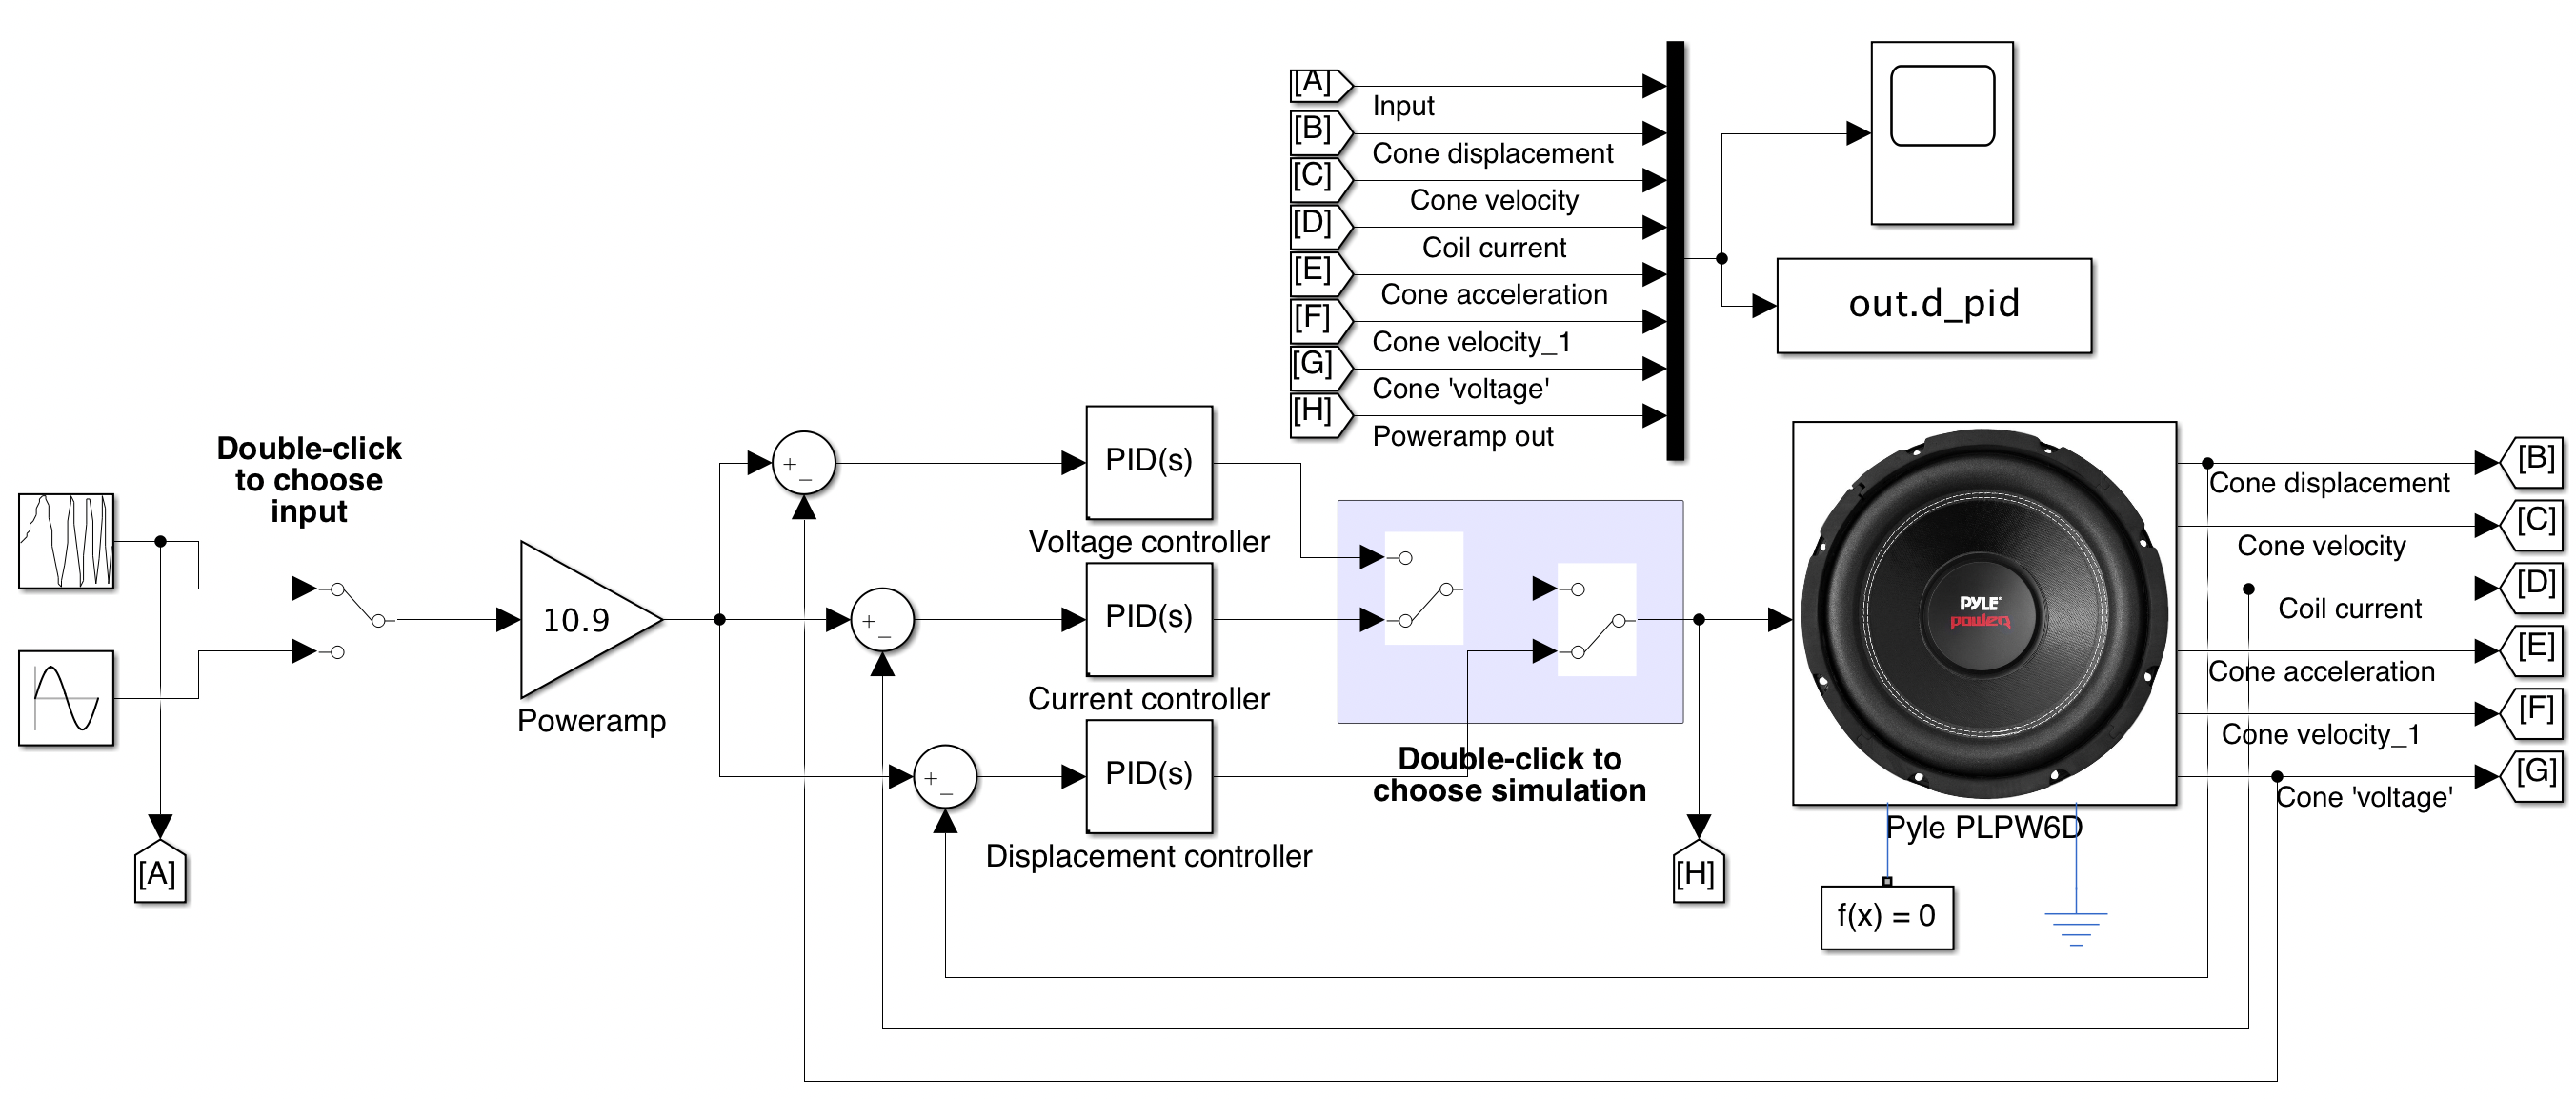 [A]
Input
[B]
Cone displacement
[C]
Cone velocity
[D]
Coil current
[E]
Cone acceleration
[F]
Cone velocity_1
[G]
Cone 'voltage'
[H]
Poweramp out
out.d_pid
Double-click
to choose
input
10.9
Poweramp
[A]
+
−
PID(s)
Voltage controller
+
−
PID(s)
Current controller
+
−
PID(s)
Displacement controller
Double-click to
choose simulation
[H]
PYLE
power
Pyle PLPW6D
f(x) = 0
[B]
Cone displacement
[C]
Cone velocity
[D]
Coil current
[E]
Cone acceleration
[F]
Cone velocity_1
[G]
Cone 'voltage'